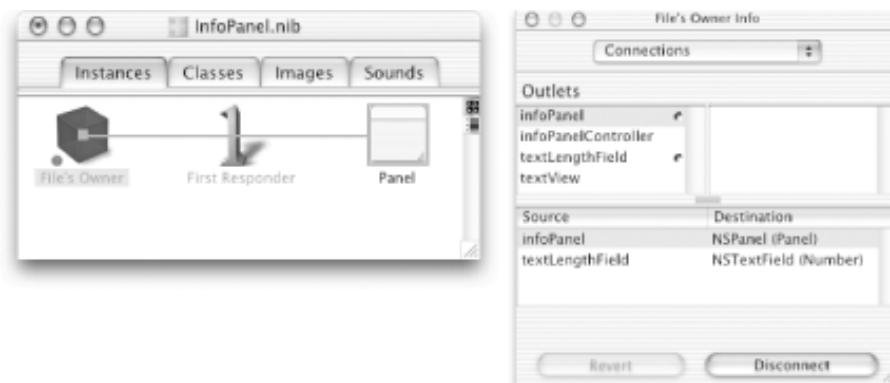 InfoPanel.nib
Instances Classes Images Sounds
File's Owner First Responder Panel
File's Owner Info
Connections
Outlets
infoPanel
infoPanelController
textLengthField
textView
Source Destination
infoPanel NSPanel (Panel)
textLengthField NSTextField (Number)
Revert Disconnect